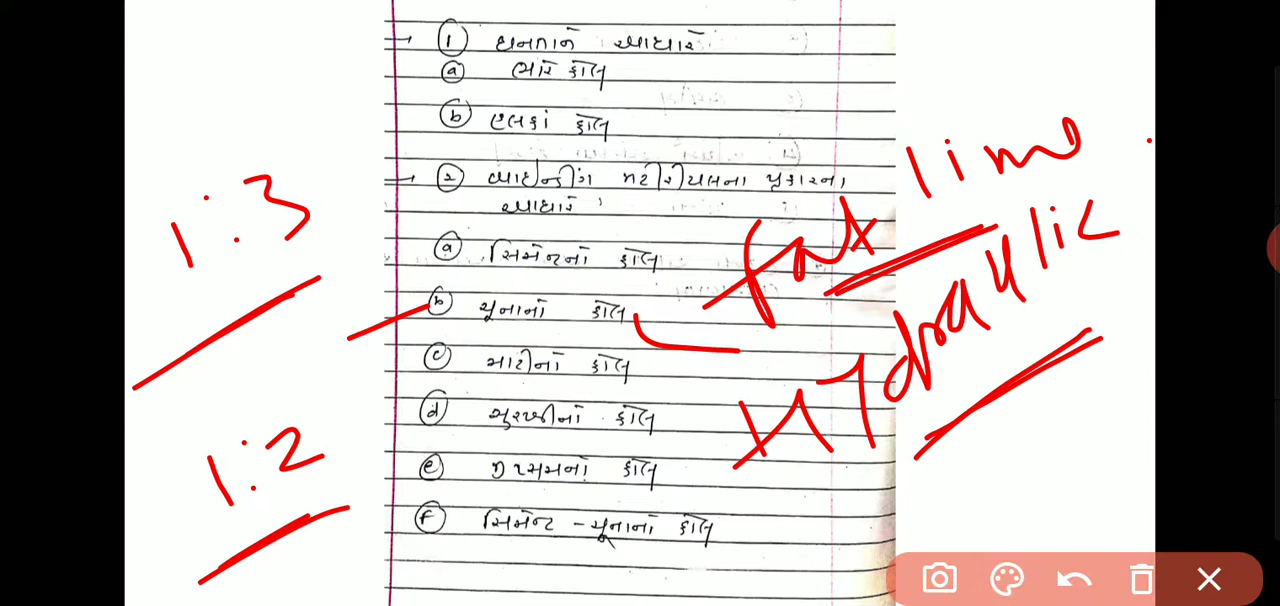 ① ઘનતાને આધારે
ⓐ ભારે કોલ
ⓑ હલકાં કોલ
② બાઈન્ડીંગ મટીરીયલના પ્રકારના
આધારે
ⓐ સિમેન્ટનો કોલ
ⓑ ચૂનાનો કોલ
ⓒ માટીનો કોલ
ⓓ સુરખીનો કોલ
ⓔ જીપ્સમનો કોલ
ⓕ સિમેન્ટ - ચૂનાનો કોલ
1:3
1:2
fat lime
Hydraulic